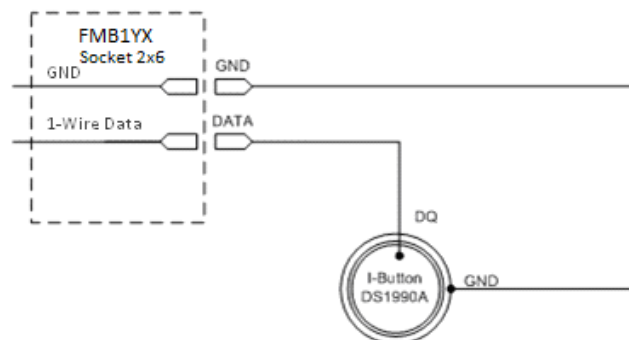 FMB1YX
Socket 2x6
GND
GND
1-Wire Data
DATA
DQ
I-Button
DS1990A
GND